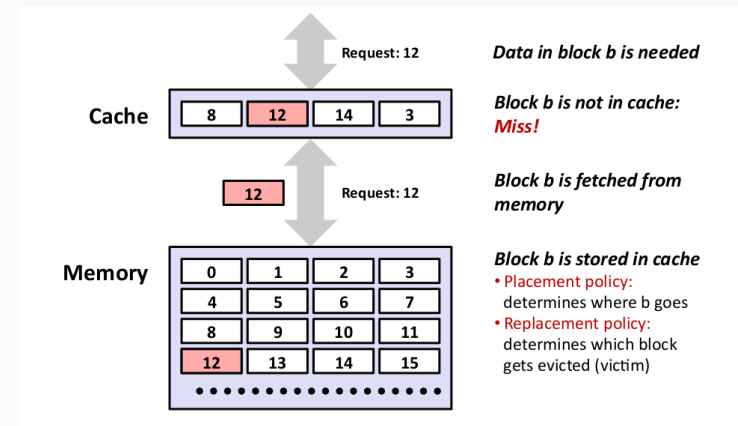 Request: 12
Data in block b is needed
Cache
8 12 14 3
Block b is not in cache:
Miss!
12
Request: 12
Block b is fetched from
memory
Memory
0 1 2 3
4 5 6 7
8 9 10 11
12 13 14 15
Block b is stored in cache
• Placement policy:
determines where b goes
• Replacement policy:
determines which block
gets evicted (victim)